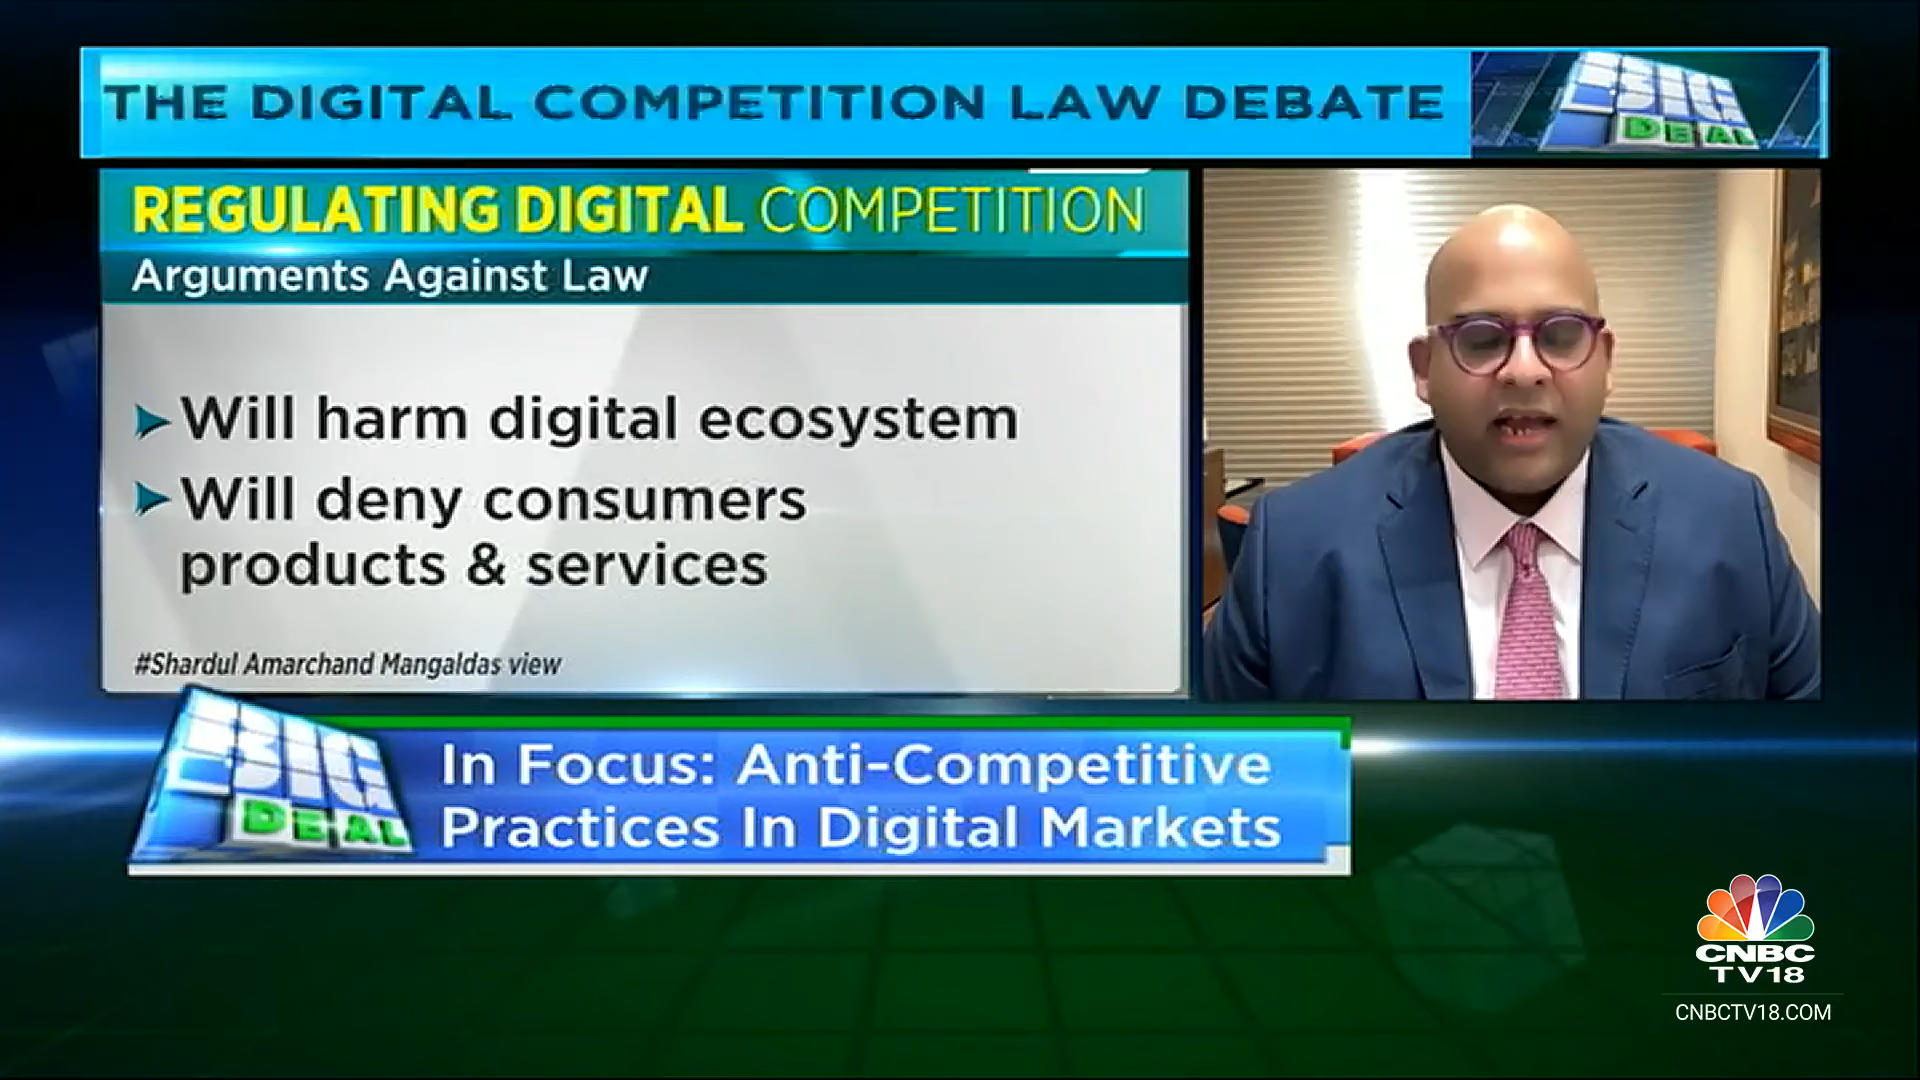 THE DIGITAL COMPETITION LAW DEBATE
BIG
DEAL
REGULATING DIGITAL COMPETITION
Arguments Against Law
Will harm digital ecosystem
Will deny consumers
products & services
#Shardul Amarchand Mangaldas view
BIG
DEAL
In Focus: Anti-Competitive
Practices In Digital Markets
CNBC
TV18
CNBCTV18.COM